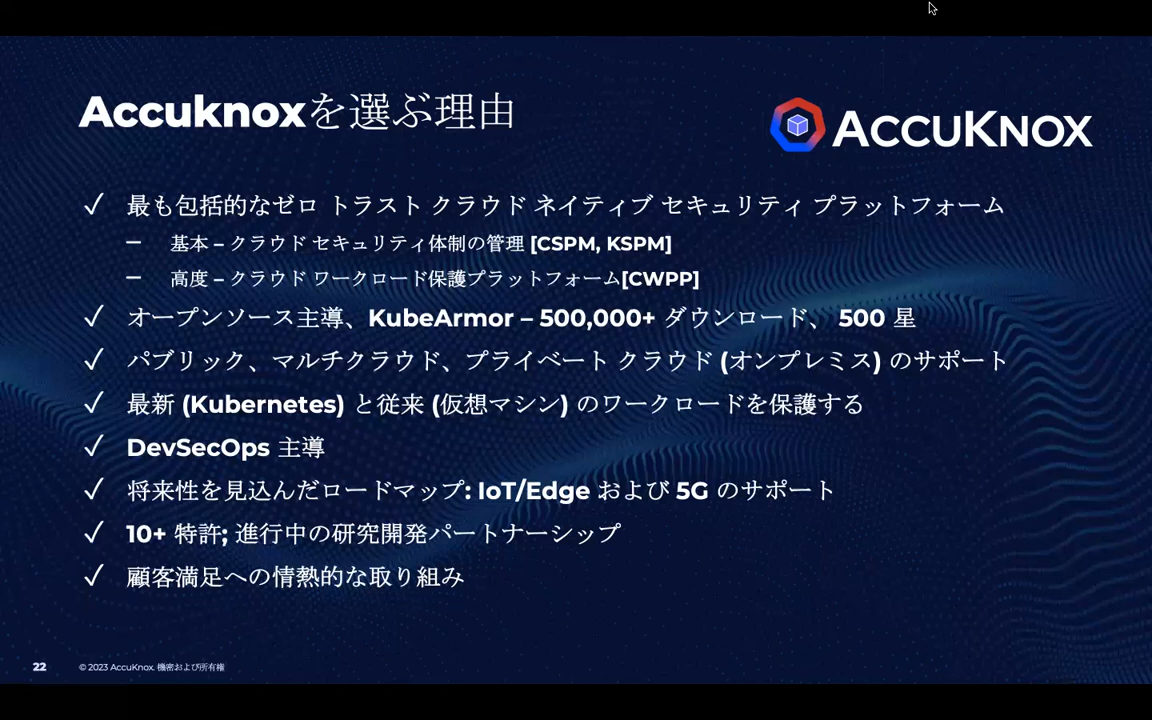 Accuknoxを選ぶ理由
ACCUKNOX
✓ 最も包括的なゼロ トラスト クラウド ネイティブ セキュリティ プラットフォーム
– 基本 – クラウド セキュリティ体制の管理 [CSPM, KSPM]
– 高度 – クラウド ワークロード保護プラットフォーム[CWPP]
✓ オープンソース主導、KubeArmor – 500,000+ ダウンロード、 500 星
✓ パブリック、マルチクラウド、プライベート クラウド (オンプレミス) のサポート
✓ 最新 (Kubernetes) と従来 (仮想マシン) のワークロードを保護する
✓ DevSecOps 主導
✓ 将来性を見込んだロードマップ: IoT/Edge および 5G のサポート
✓ 10+ 特許; 進行中の研究開発パートナーシップ
✓ 顧客満足への情熱的な取り組み
22 © 2023 AccuKnox. 機密および所有権